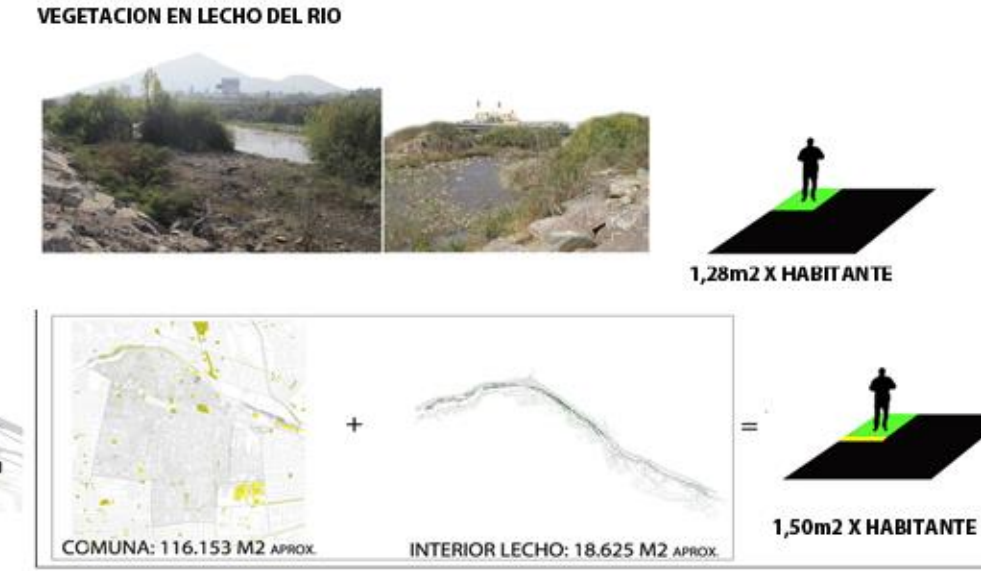 VEGETACION EN LECHO DEL RIO
1,28m2 X HABITANTE
+
=
COMUNA: 116.153 M2 APROX.
INTERIOR LECHO: 18.625 M2 APROX.
1,50m2 X HABITANTE